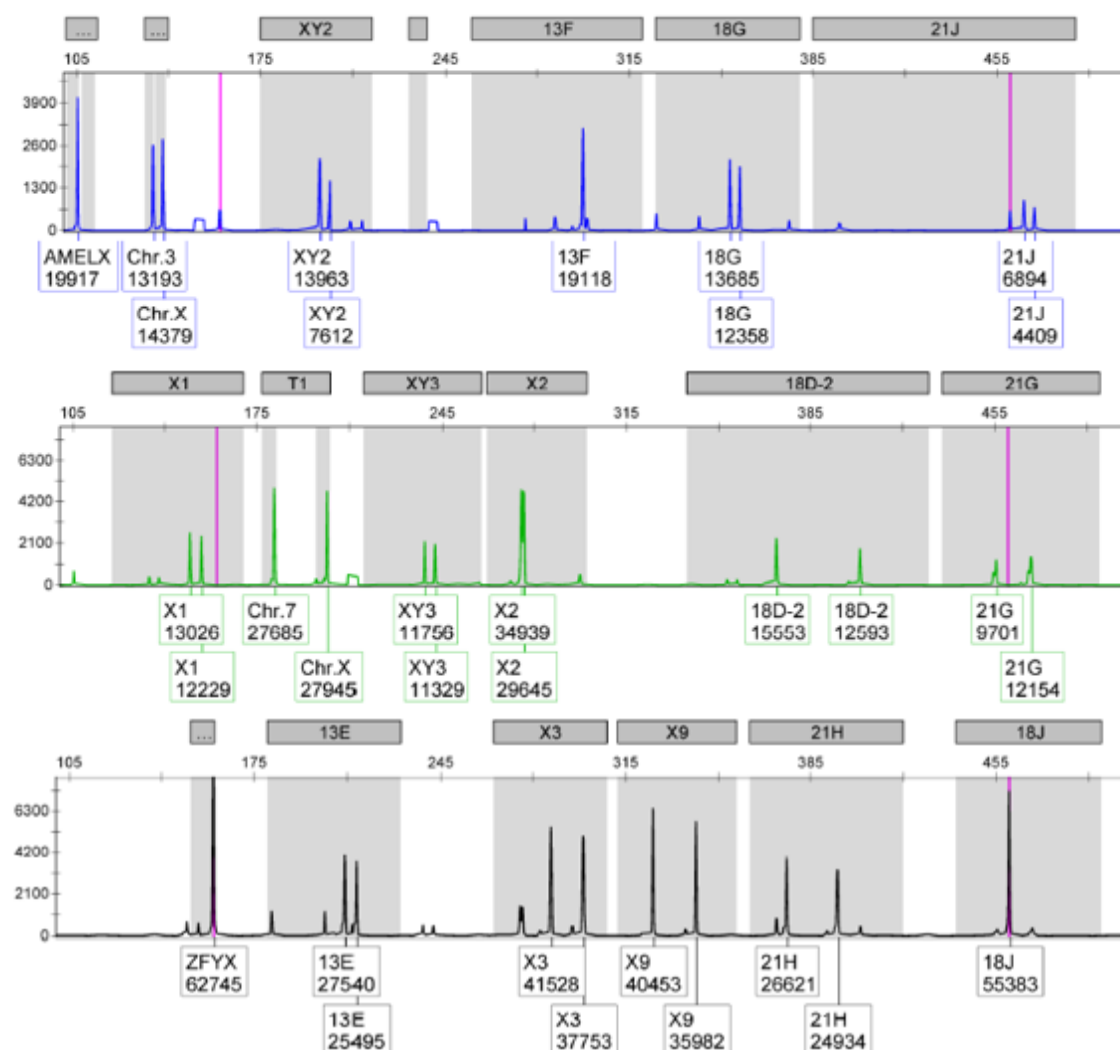 ... ... XY2 13F 18G 21J
105 175 245 315 385 455
3900
2600
1300
0
AMELX Chr.3 XY2 13F 18G 21J
19917 13193 13963 19118 13685 6894
Chr.X XY2 18G 21J
14379 7612 12358 4409
X1 T1 XY3 X2 18D-2 21G
105 175 245 315 385 455
6300
4200
2100
0
X1 Chr.7 XY3 X2 18D-2 18D-2 21G
13026 27685 11756 34939 15553 12593 9701
X1 Chr.X XY3 X2 21G
12229 27945 11329 29645 12154
... 13E X3 X9 21H 18J
105 175 245 315 385 455
6300
4200
2100
0
ZFYX 13E X3 X9 21H 18J
62745 27540 41528 40453 26621 55383
13E X3 X9 21H
25495 37753 35982 24934